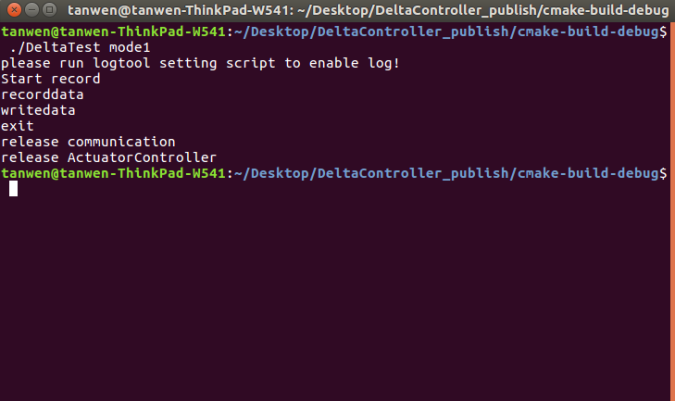 tanwen@tanwen-ThinkPad-W541: ~/Desktop/DeltaController_publish/cmake-build-debug
tanwen@tanwen-ThinkPad-W541:~/Desktop/DeltaController_publish/cmake-build-debug$
./DeltaTest mode1
please run logtool setting script to enable log!
Start record
recorddata
writedata
exit
release communication
release ActuatorController
tanwen@tanwen-ThinkPad-W541:~/Desktop/DeltaController_publish/cmake-build-debug$